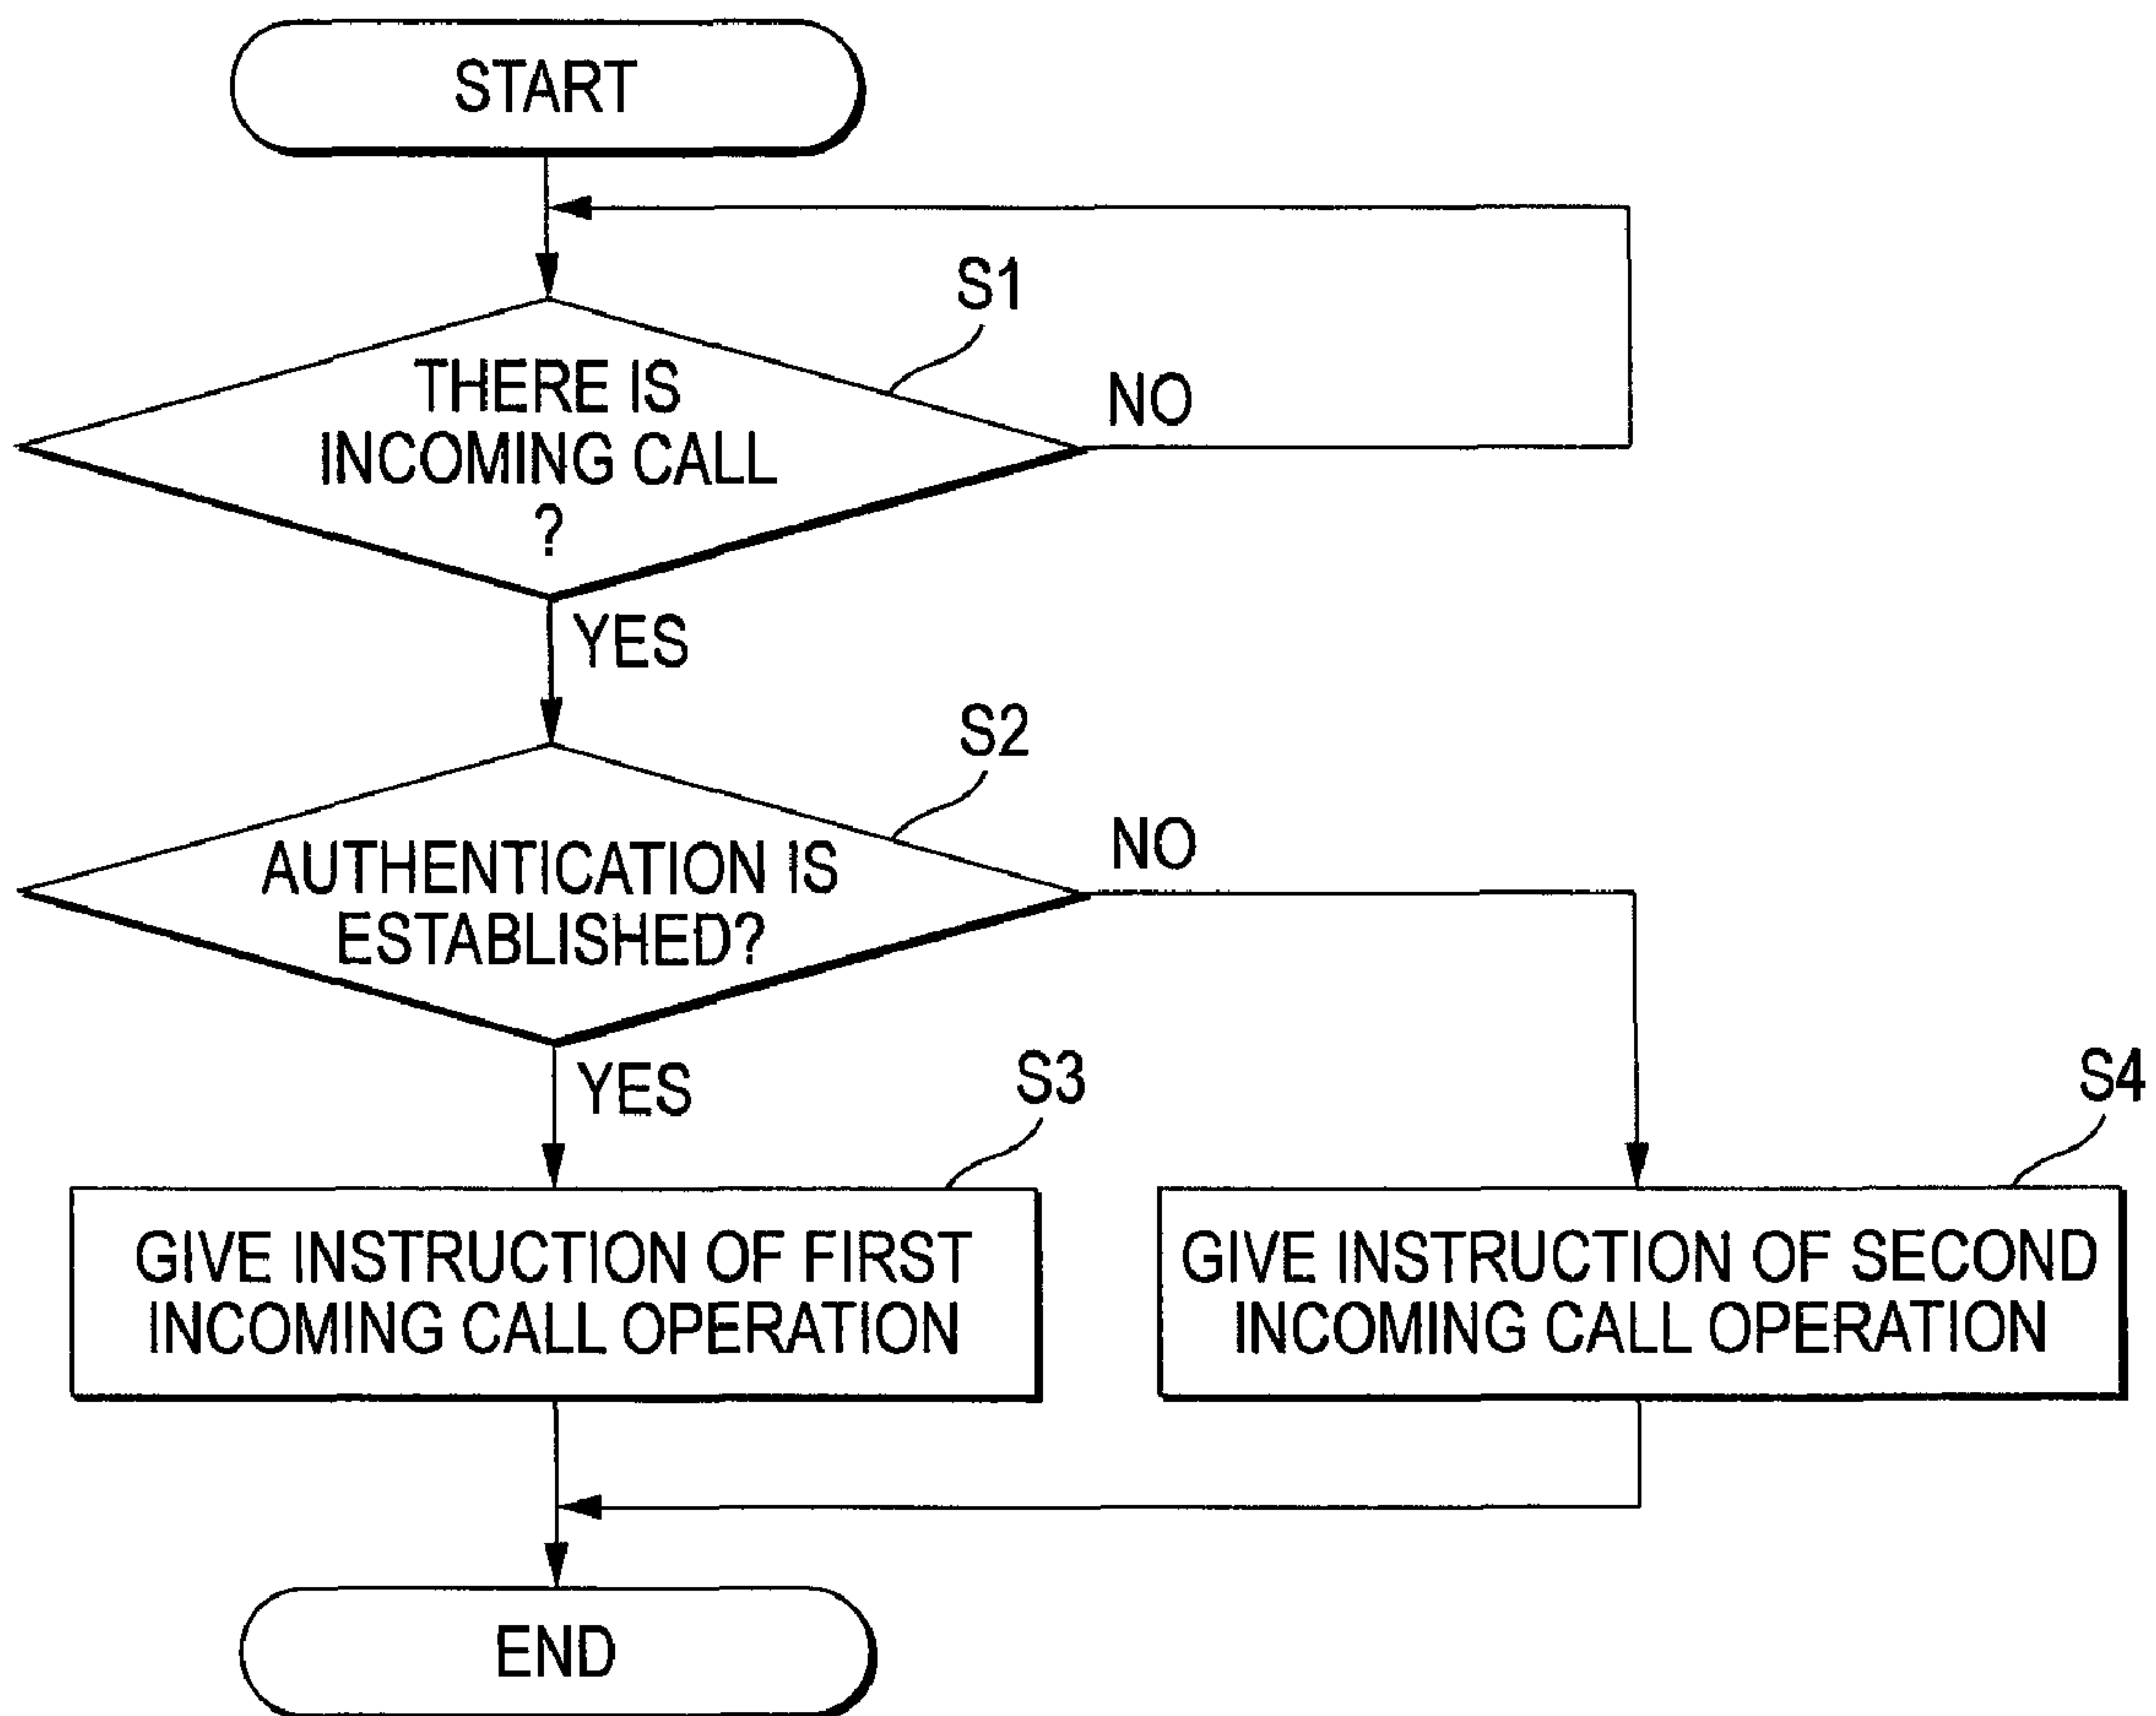 START
S1
THERE IS
INCOMING CALL
?
NO
YES
S2
AUTHENTICATION IS
ESTABLISHED?
NO
YES
S3
S4
GIVE INSTRUCTION OF FIRST
INCOMING CALL OPERATION
GIVE INSTRUCTION OF SECOND
INCOMING CALL OPERATION
END